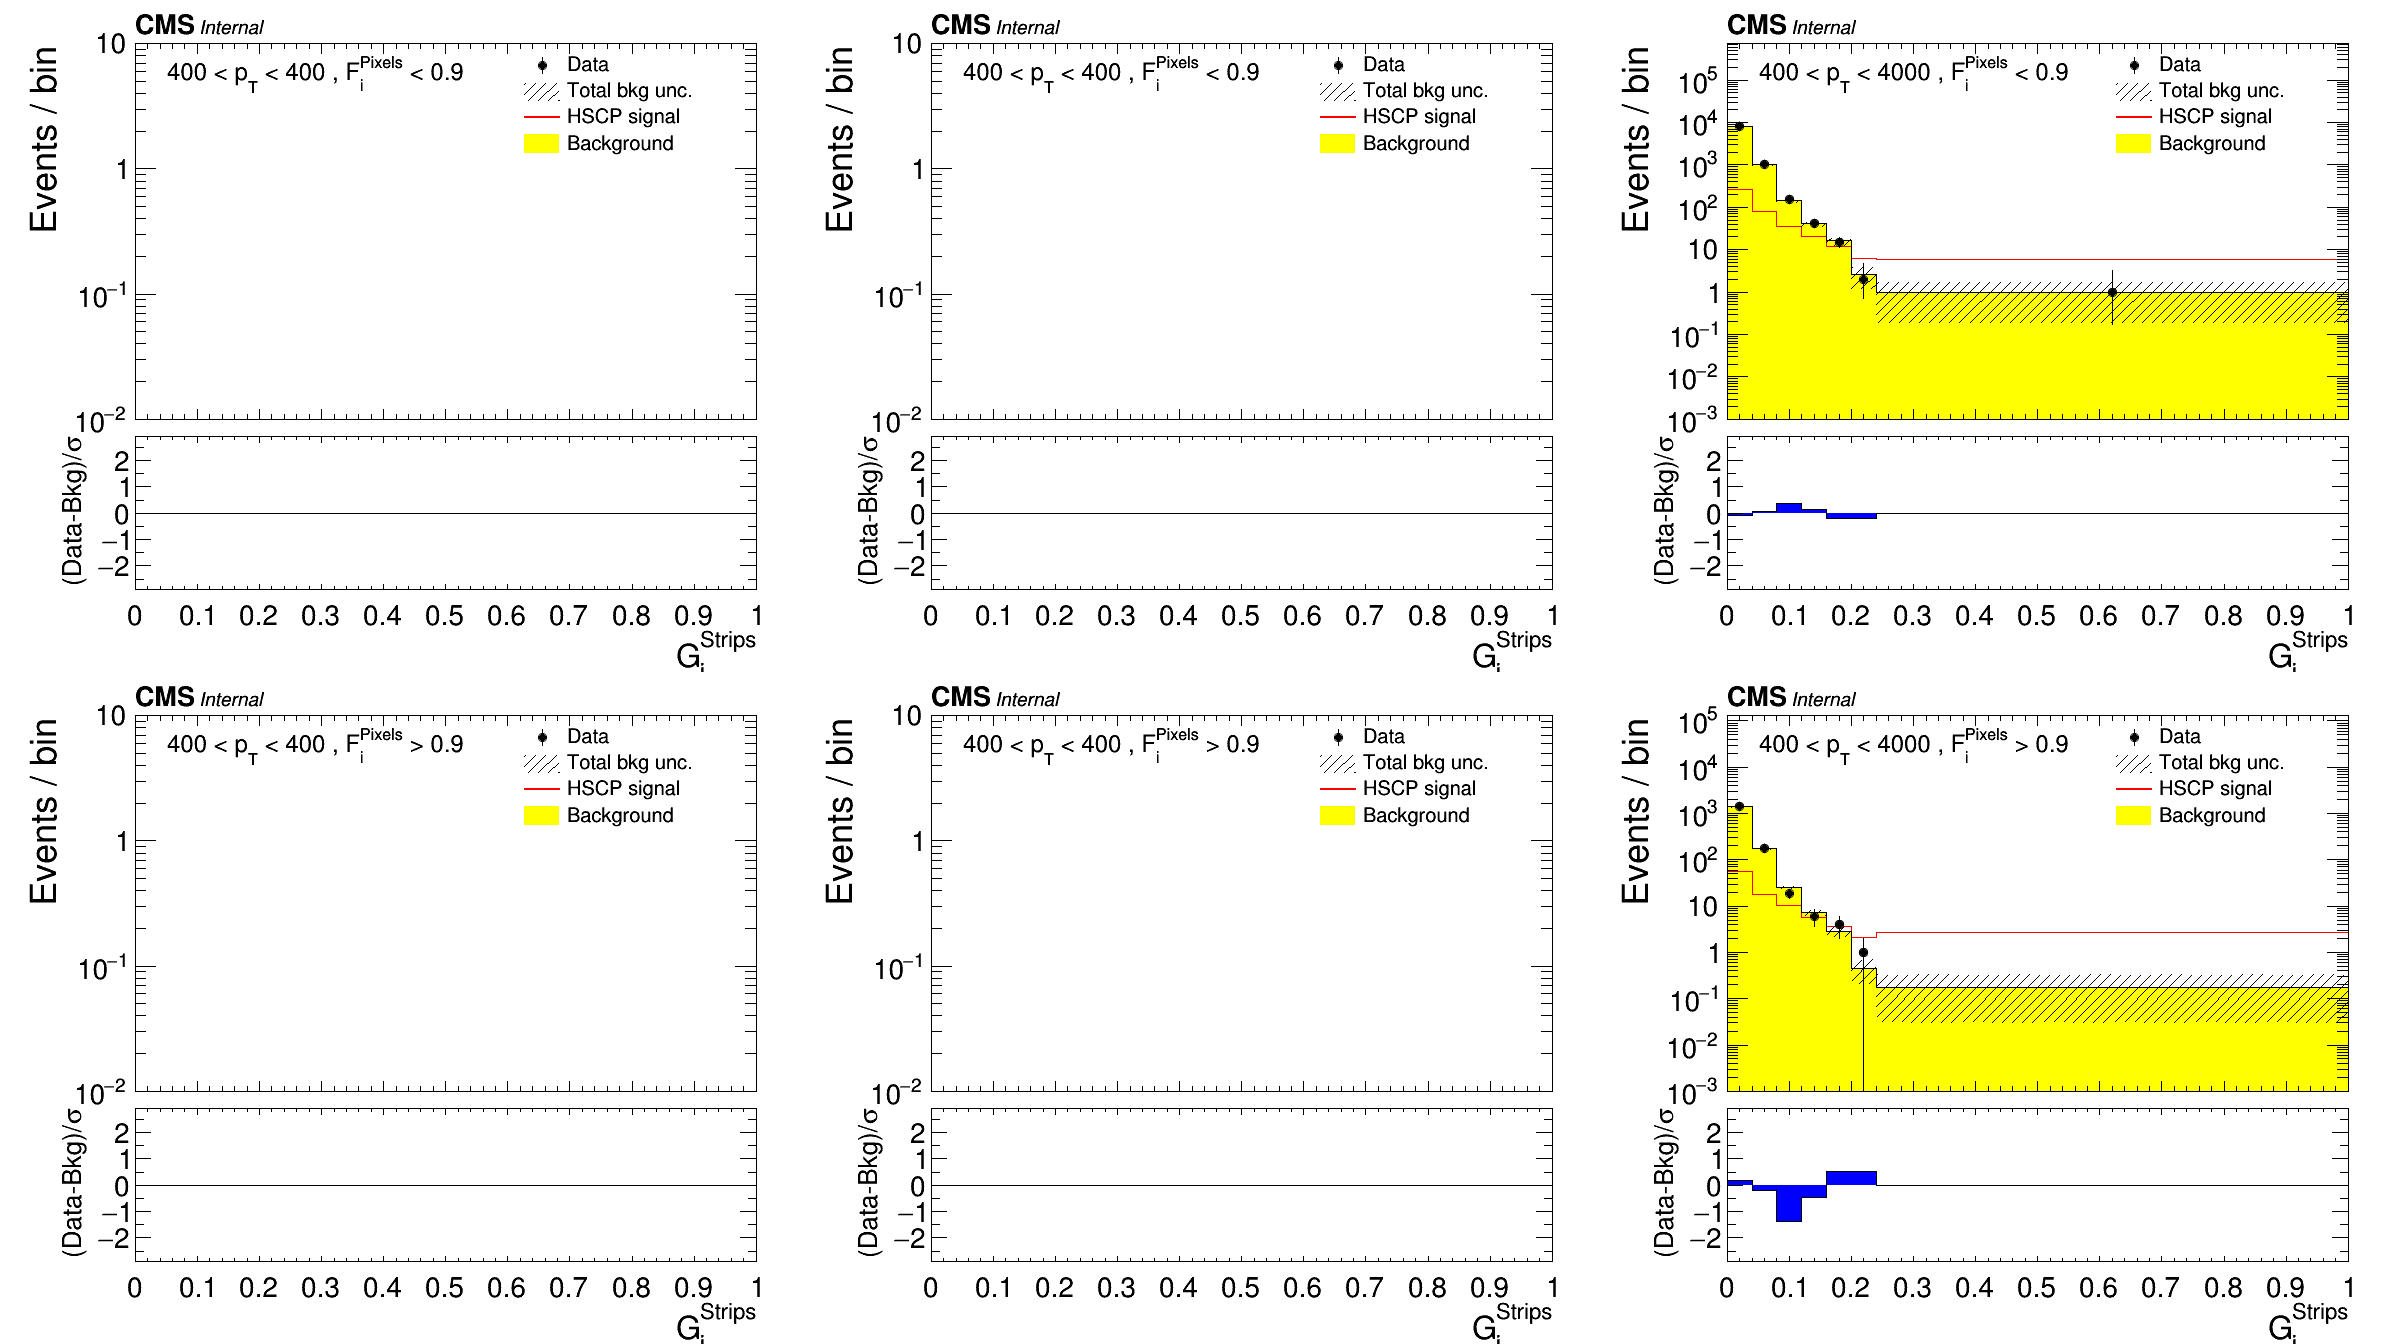 CMS Internal
Events / bin
400 < p_T < 400 , F_i^Pixels < 0.9
Data
Total bkg unc.
HSCP signal
Background
10
1
10^−1
10^−2
(Data-Bkg)/σ
2
1
0
−1
−2
0 0.1 0.2 0.3 0.4 0.5 0.6 0.7 0.8 0.9 1
G_i^Strips
CMS Internal
Events / bin
400 < p_T < 400 , F_i^Pixels < 0.9
Data
Total bkg unc.
HSCP signal
Background
10
1
10^−1
10^−2
(Data-Bkg)/σ
2
1
0
−1
−2
0 0.1 0.2 0.3 0.4 0.5 0.6 0.7 0.8 0.9 1
G_i^Strips
CMS Internal
Events / bin
400 < p_T < 4000 , F_i^Pixels < 0.9
Data
Total bkg unc.
HSCP signal
Background
10^5
10^4
10^3
10^2
10
1
10^−1
10^−2
10^−3
(Data-Bkg)/σ
2
1
0
−1
−2
0 0.1 0.2 0.3 0.4 0.5 0.6 0.7 0.8 0.9 1
G_i^Strips
CMS Internal
Events / bin
400 < p_T < 400 , F_i^Pixels > 0.9
Data
Total bkg unc.
HSCP signal
Background
10
1
10^−1
10^−2
(Data-Bkg)/σ
2
1
0
−1
−2
0 0.1 0.2 0.3 0.4 0.5 0.6 0.7 0.8 0.9 1
G_i^Strips
CMS Internal
Events / bin
400 < p_T < 400 , F_i^Pixels > 0.9
Data
Total bkg unc.
HSCP signal
Background
10
1
10^−1
10^−2
(Data-Bkg)/σ
2
1
0
−1
−2
0 0.1 0.2 0.3 0.4 0.5 0.6 0.7 0.8 0.9 1
G_i^Strips
CMS Internal
Events / bin
400 < p_T < 4000 , F_i^Pixels > 0.9
Data
Total bkg unc.
HSCP signal
Background
10^5
10^4
10^3
10^2
10
1
10^−1
10^−2
10^−3
(Data-Bkg)/σ
2
1
0
−1
−2
0 0.1 0.2 0.3 0.4 0.5 0.6 0.7 0.8 0.9 1
G_i^Strips